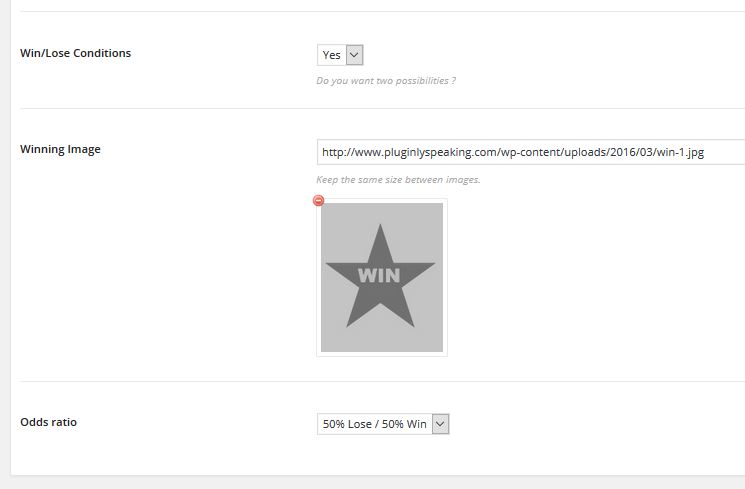 Win/Lose Conditions
Yes
Do you want two possibilities ?
Winning Image
http://www.pluginlyspeaking.com/wp-content/uploads/2016/03/win-1.jpg
Keep the same size between images.
WIN
Odds ratio
50% Lose / 50% Win